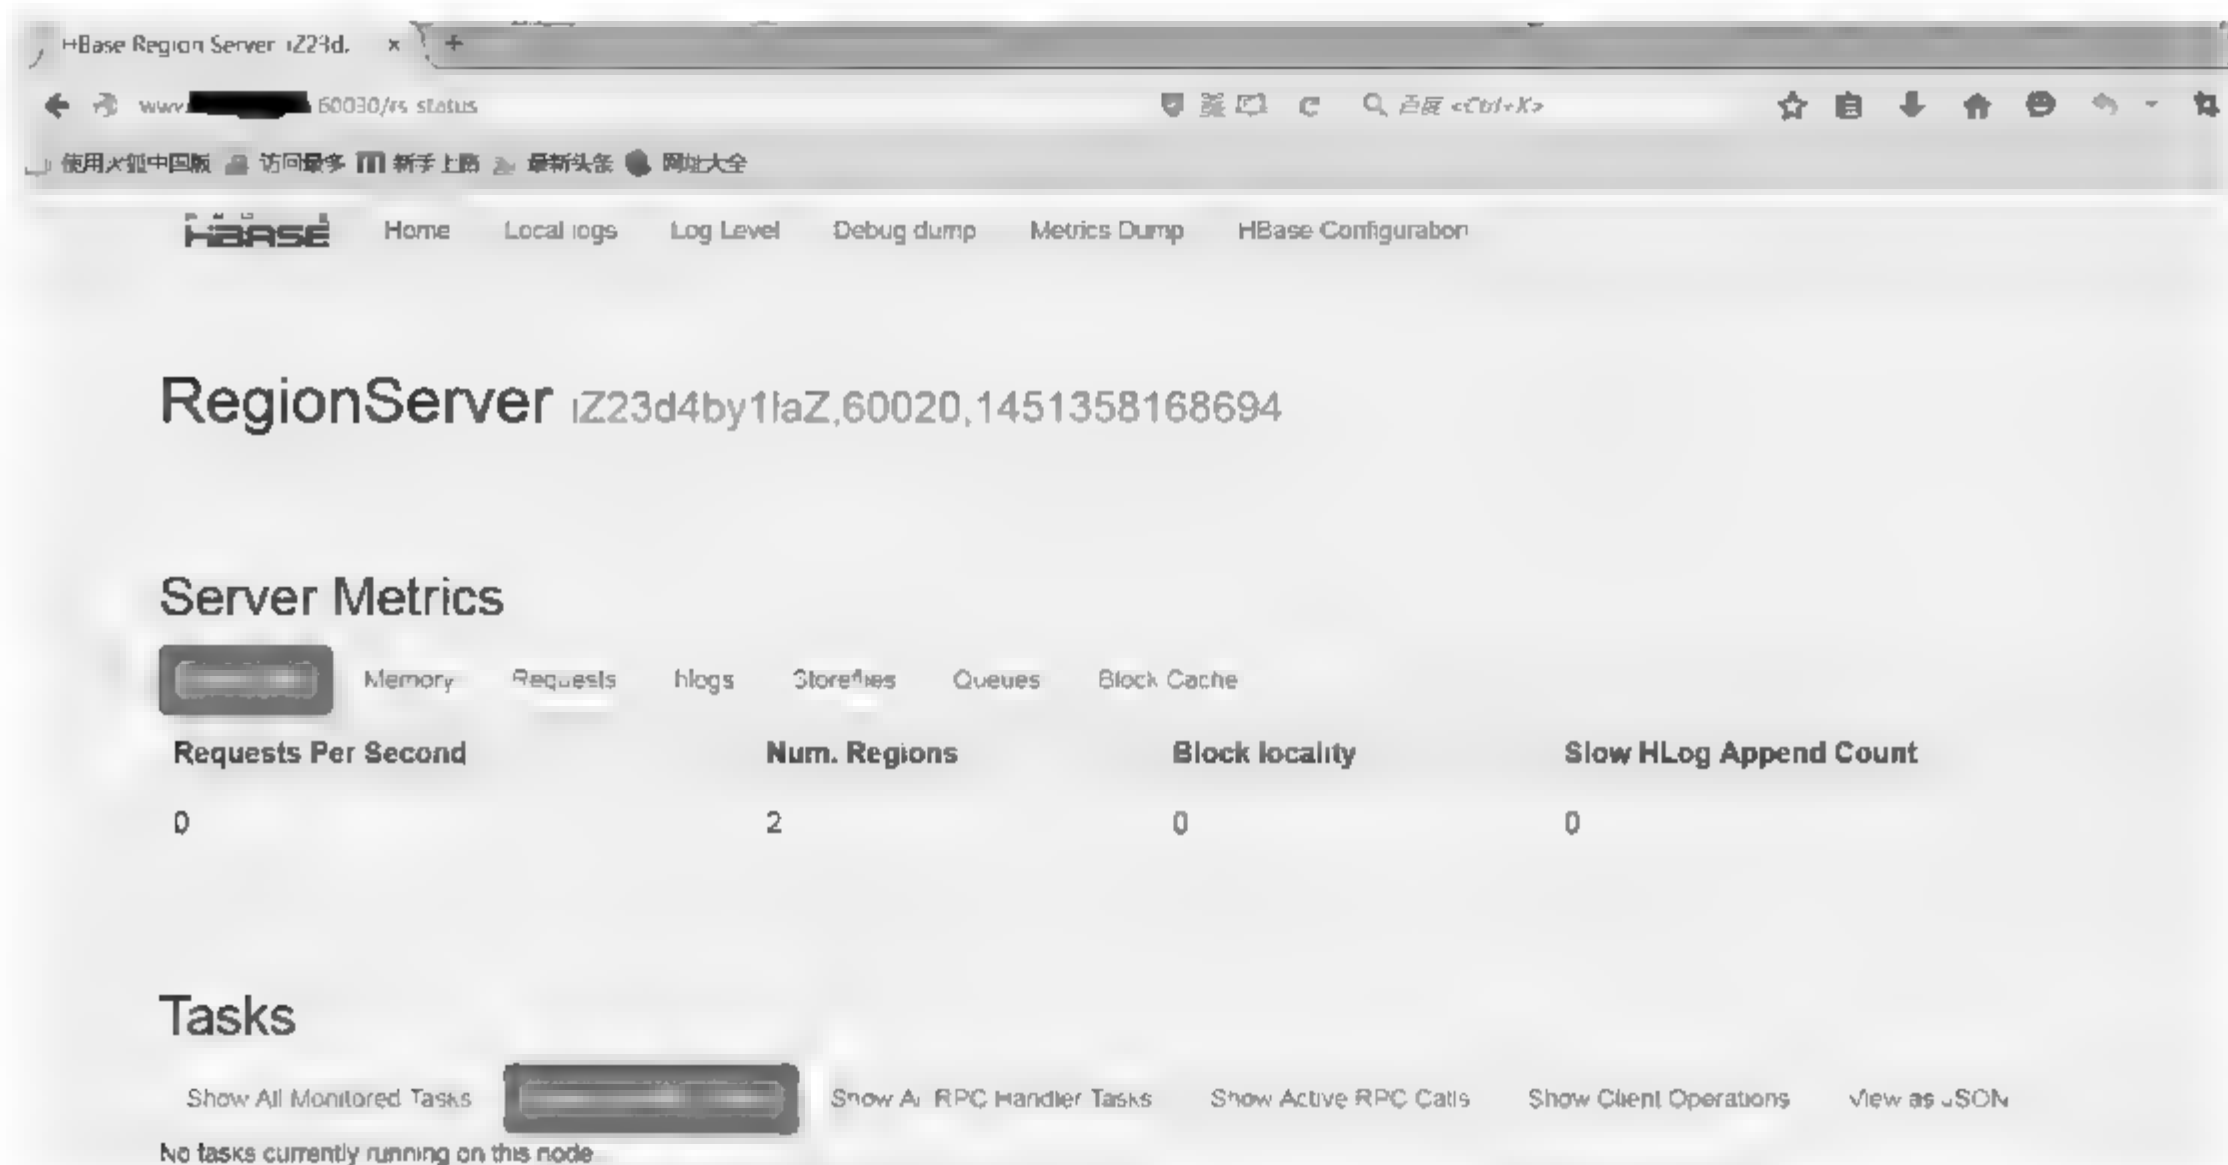 HBase Region Server iZ23d. × +
www. 60030/rs-status 百度 <Ctrl+K>
使用火狐中国版 访问最多 新手上路 最新头条 网址大全
HBASE Home Local logs Log Level Debug dump Metrics Dump HBase Configuration
RegionServer iZ23d4by1laZ,60020,1451358168694
Server Metrics
Memory Requests hlogs Storefiles Queues Block Cache
Requests Per Second Num. Regions Block locality Slow HLog Append Count
0 2 0 0
Tasks
Show All Monitored Tasks Show All RPC Handler Tasks Show Active RPC Calls Show Client Operations View as JSON
No tasks currently running on this node